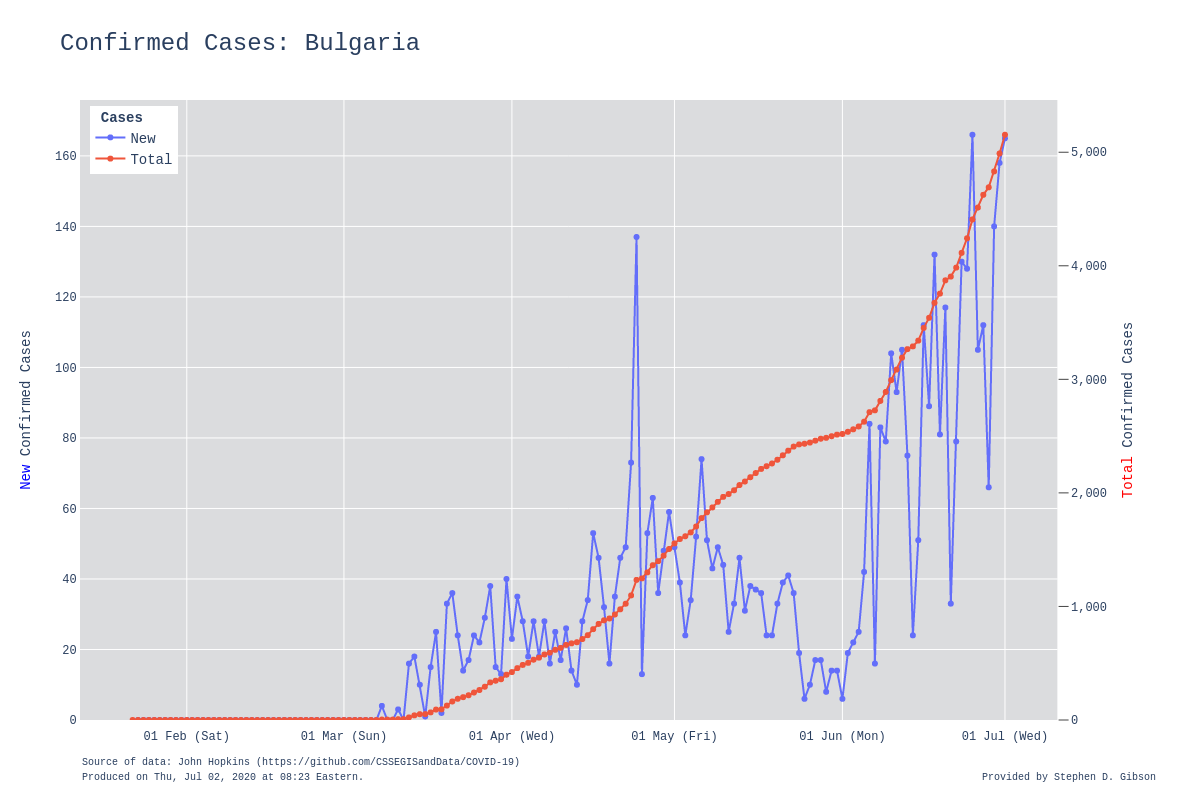 Confirmed Cases: Bulgaria
Cases
New
Total
160
140
120
100
80
60
40
20
0
5,000
4,000
3,000
2,000
1,000
0
New Confirmed Cases
Total Confirmed Cases
01 Feb (Sat) 01 Mar (Sun) 01 Apr (Wed) 01 May (Fri) 01 Jun (Mon) 01 Jul (Wed)
Source of data: John Hopkins (https://github.com/CSSEGISandData/COVID-19)
Produced on Thu, Jul 02, 2020 at 08:23 Eastern.
Provided by Stephen D. Gibson